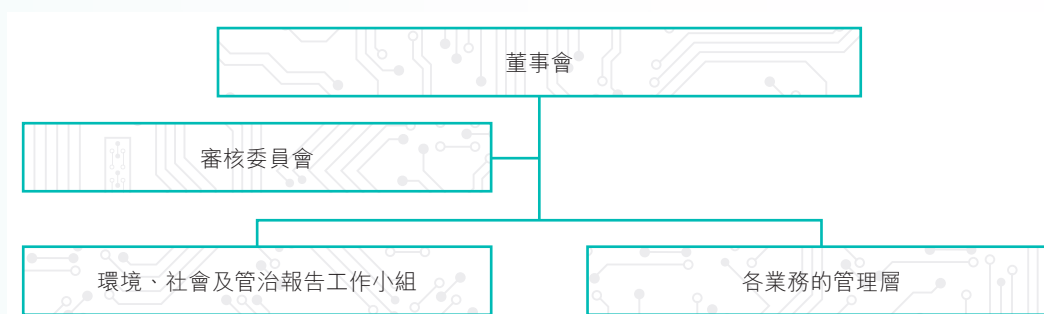 董事會
審核委員會
環境、社會及管治報告工作小組
各業務的管理層